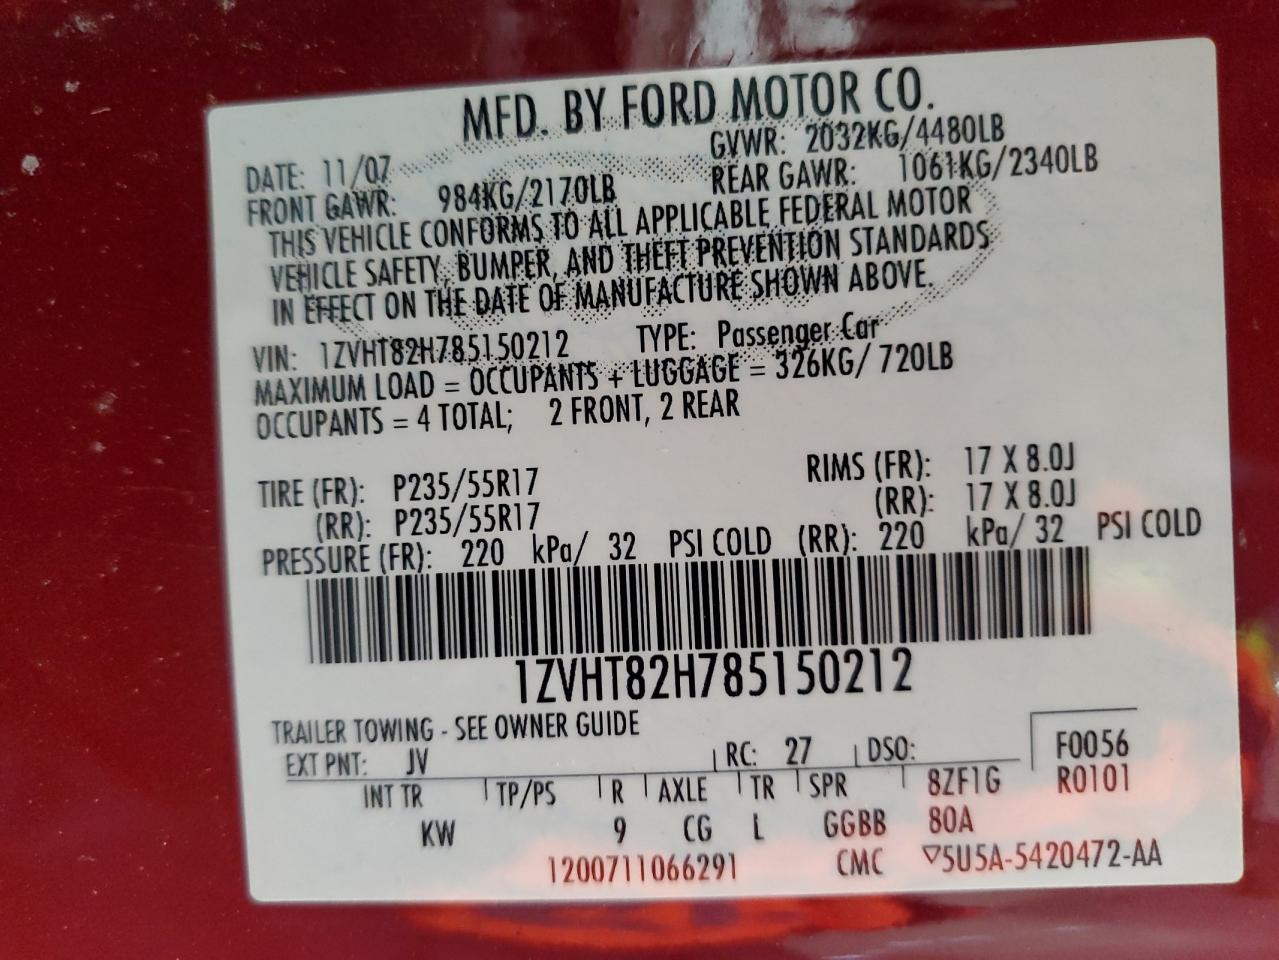 MFD. BY FORD MOTOR CO.
DATE: 11/07 GVWR: 2032KG/4480LB
FRONT GAWR: 984KG/2170LB REAR GAWR: 1061KG/2340LB
THIS VEHICLE CONFORMS TO ALL APPLICABLE FEDERAL MOTOR
VEHICLE SAFETY, BUMPER, AND THEFT PREVENTION STANDARDS
IN EFFECT ON THE DATE OF MANUFACTURE SHOWN ABOVE.
VIN: 1ZVHT82H785150212 TYPE: Passenger Car
MAXIMUM LOAD = OCCUPANTS + LUGGAGE = 326KG/ 720LB
OCCUPANTS = 4 TOTAL; 2 FRONT, 2 REAR
TIRE (FR): P235/55R17 RIMS (FR): 17 X 8.0J
(RR): P235/55R17 (RR): 17 X 8.0J
PRESSURE (FR): 220 kPa/ 32 PSI COLD (RR): 220 kPa/ 32 PSI COLD
1ZVHT82H785150212
TRAILER TOWING - SEE OWNER GUIDE
EXT PNT: JV RC: 27 DSO: F0056
INT TR TP/PS R AXLE TR SPR 8ZF1G R0101
KW 9 CG L GGBB 80A
1200711066291 CMC ▽5U5A-5420472-AA